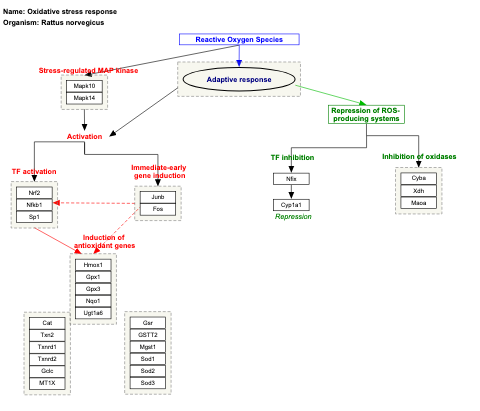 Name: Oxidative stress response
Organism: Rattus norvegicus
Reactive Oxygen Species
Stress-regulated MAP kinase
Mapk10
Mapk14
Adaptive response
Repression of ROS-
producing systems
Activation
TF activation
Nrf2
Nfkb1
Sp1
Immediate-early
gene induction
Junb
Fos
TF inhibition
Nfix
Cyp1a1
Repression
Inhibition of oxidases
Cyba
Xdh
Maoa
Induction of
antioxidant genes
Hmox1
Gpx1
Gpx3
Nqo1
Ugt1a6
Cat
Txn2
Txnrd1
Txnrd2
Gclc
MT1X
Gsr
GSTT2
Mgst1
Sod1
Sod2
Sod3